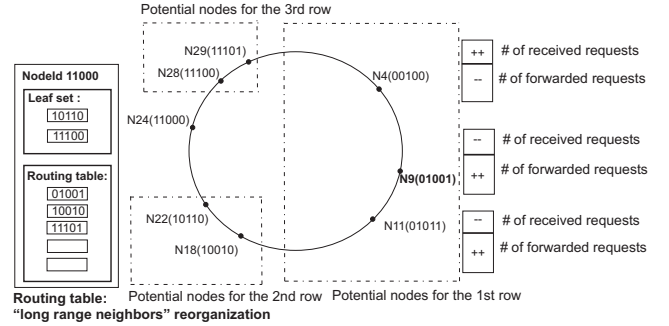 Potential nodes for the 3rd row
N29(11101)
N28(11100)
N4(00100)
N24(11000)
N9(01001)
N22(10110)
N11(01011)
N18(10010)
NodeId 11000
Leaf set :
10110
11100
Routing table:
01001
10010
11101
++ # of received requests
-- # of forwarded requests
-- # of received requests
++ # of forwarded requests
-- # of received requests
++ # of forwarded requests
Potential nodes for the 2nd row
Potential nodes for the 1st row
Routing table:
“long range neighbors” reorganization